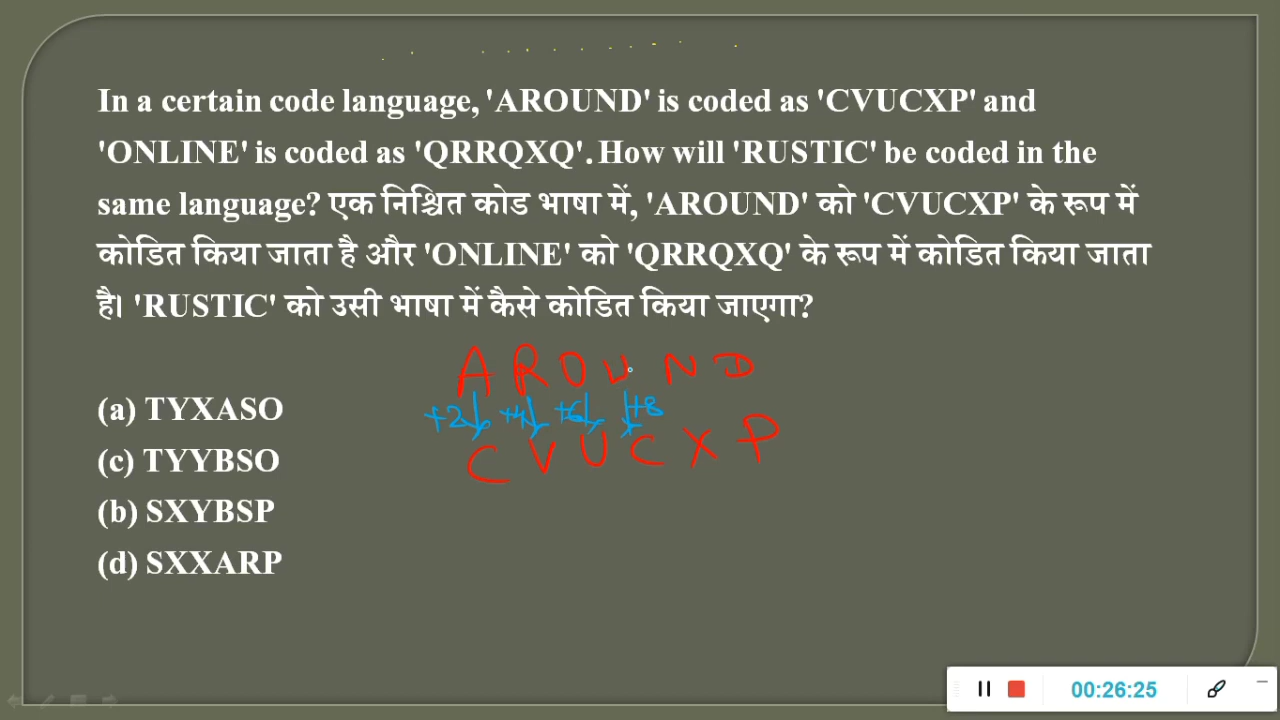 In a certain code language, 'AROUND' is coded as 'CVUCXP' and
'ONLINE' is coded as 'QRRQXQ'. How will 'RUSTIC' be coded in the
same language? एक निश्चित कोड भाषा में, 'AROUND' को 'CVUCXP' के रूप में
कोडित किया जाता है और 'ONLINE' को 'QRRQXQ' के रूप में कोडित किया जाता
है। 'RUSTIC' को उसी भाषा में कैसे कोडित किया जाएगा?
A R O U N D
+2 +4 +6 +8
C V U C X P
(a) TYXASO
(c) TYYBSO
(b) SXYBSP
(d) SXXARP
00:26:25